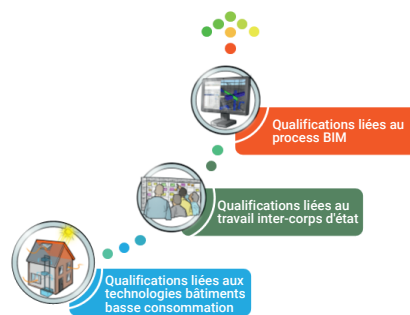 Qualifications liées au
process BIM
Qualifications liées au
travail inter-corps d'état
Qualifications liées aux
technologies bâtiments
basse consommation